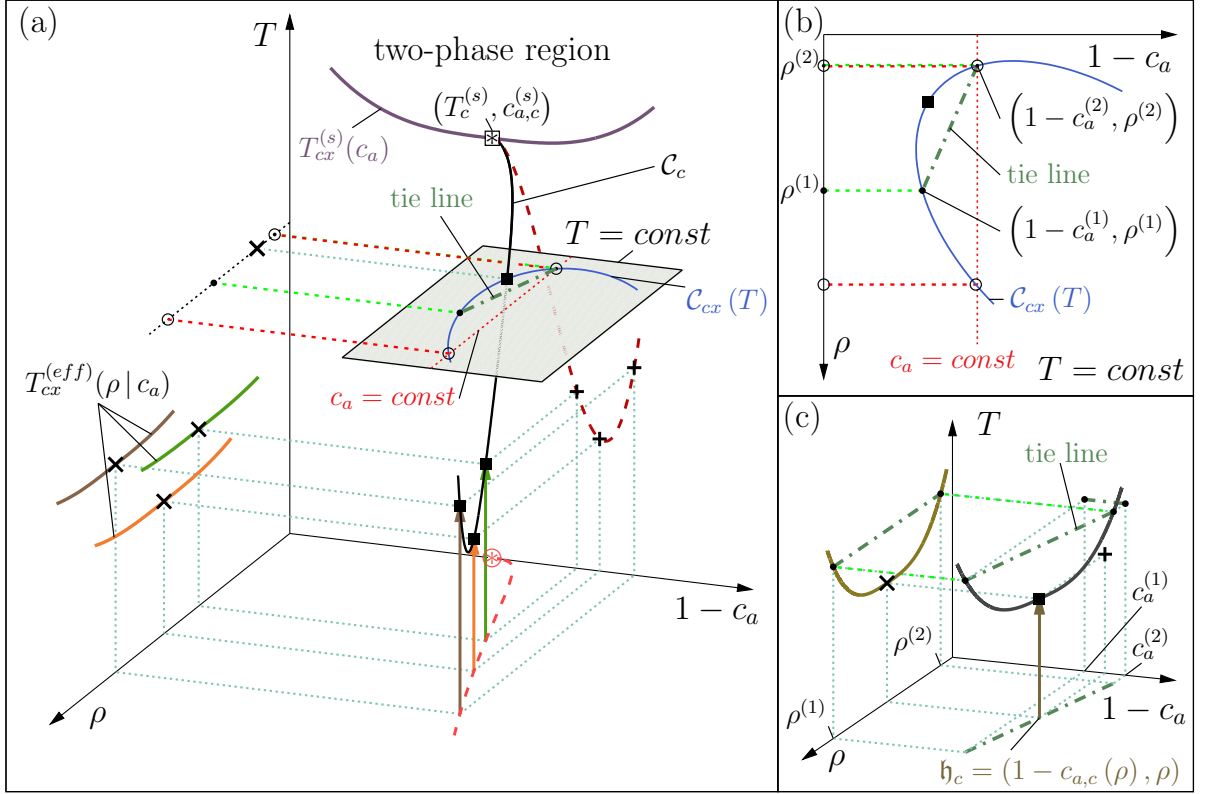 (a)
T
two-phase region
(T_c^{(s)}, c_{a,c}^{(s)})
T_{cx}^{(s)}(c_a)
𝒞_c
tie line
T = const
𝒞_{cx}(T)
c_a = const
T_{cx}^{(eff)}(ρ | c_a)
1 − c_a
ρ
(b)
1 − c_a
ρ^{(2)}
(1 − c_a^{(2)}, ρ^{(2)})
tie line
ρ^{(1)}
(1 − c_a^{(1)}, ρ^{(1)})
𝒞_{cx}(T)
ρ
c_a = const
T = const
(c)
T
tie line
c_a^{(1)}
ρ^{(2)}
c_a^{(2)}
ρ^{(1)}
1 − c_a
ρ
𝔥_c = (1 − c_{a,c}(ρ), ρ)